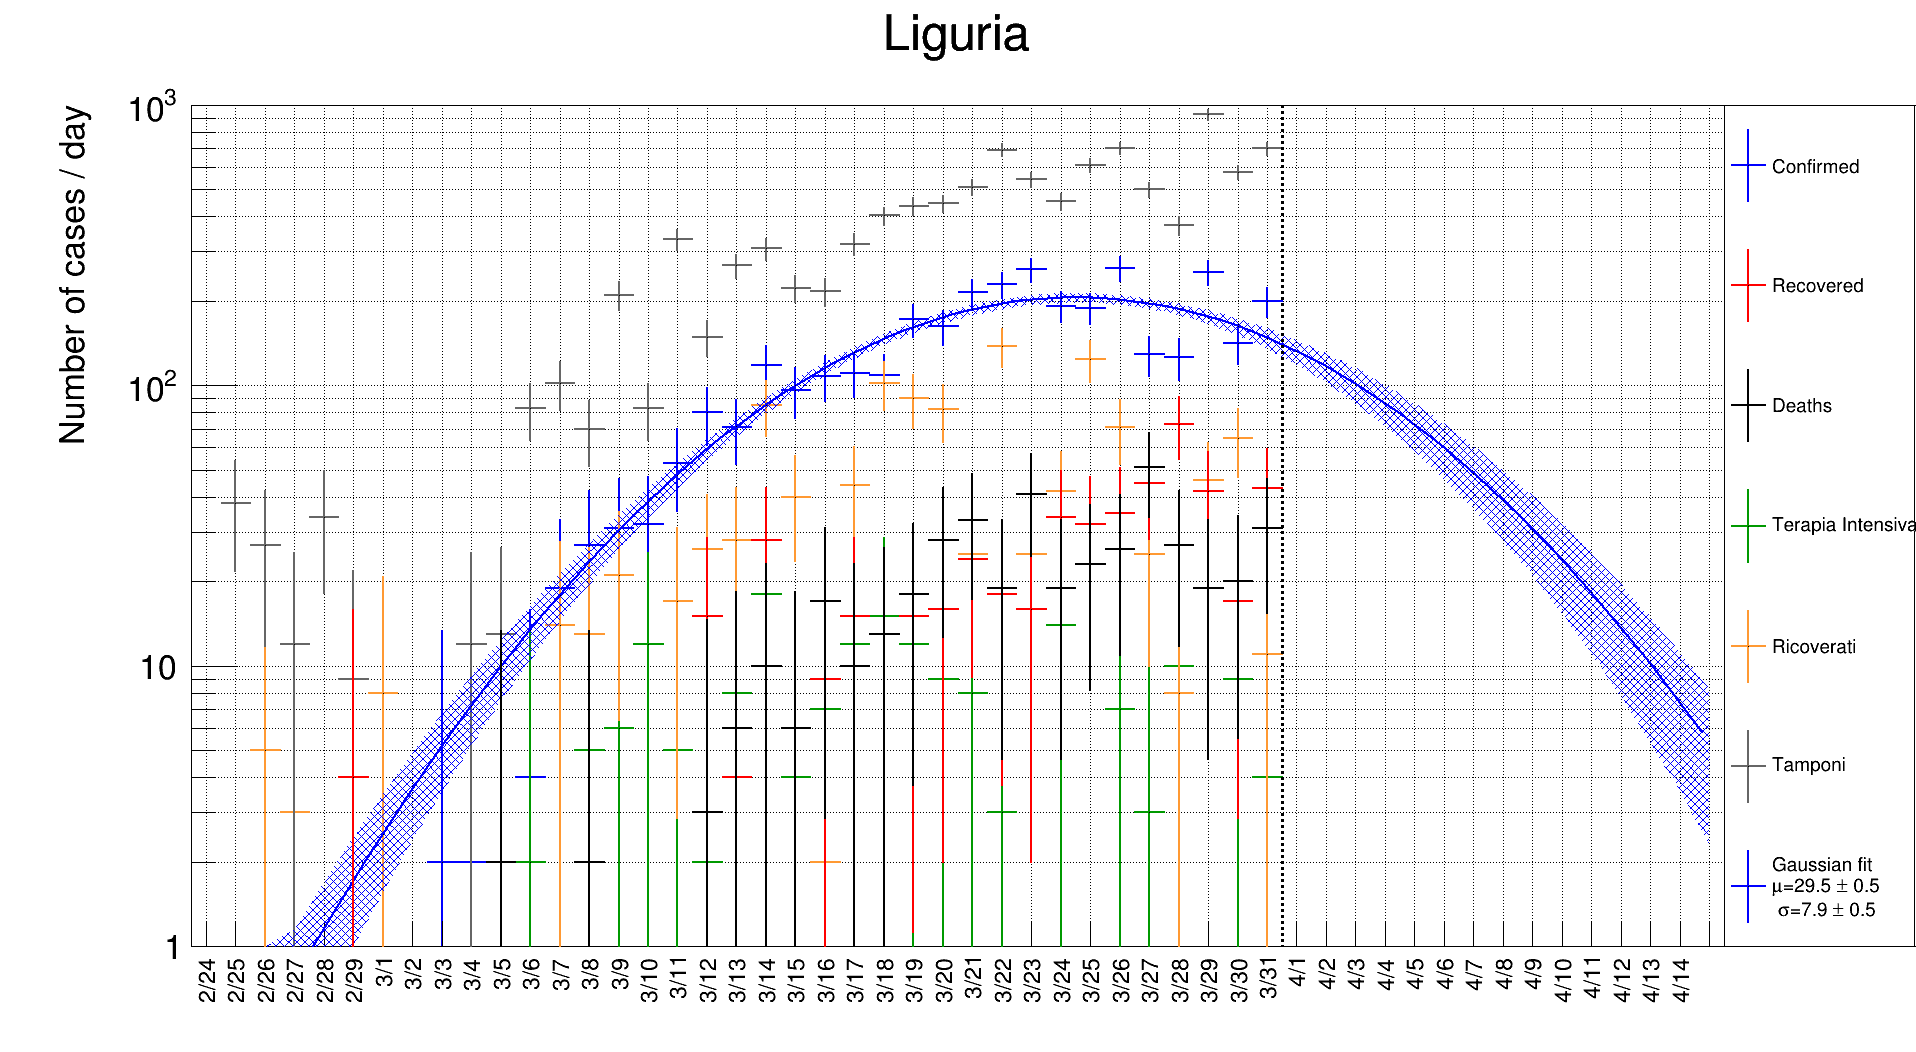 Liguria
Number of cases / day
10³
10²
10
1
2/24 2/25 2/26 2/27 2/28 2/29 3/1 3/2 3/3 3/4 3/5 3/6 3/7 3/8 3/9 3/10 3/11 3/12 3/13 3/14 3/15 3/16 3/17 3/18 3/19 3/20 3/21 3/22 3/23 3/24 3/25 3/26 3/27 3/28 3/29 3/30 3/31 4/1 4/2 4/3 4/4 4/5 4/6 4/7 4/8 4/9 4/10 4/11 4/12 4/13 4/14
Confirmed
Recovered
Deaths
Terapia Intensiva
Ricoverati
Tamponi
Gaussian fit
μ=29.5 ± 0.5
σ=7.9 ± 0.5